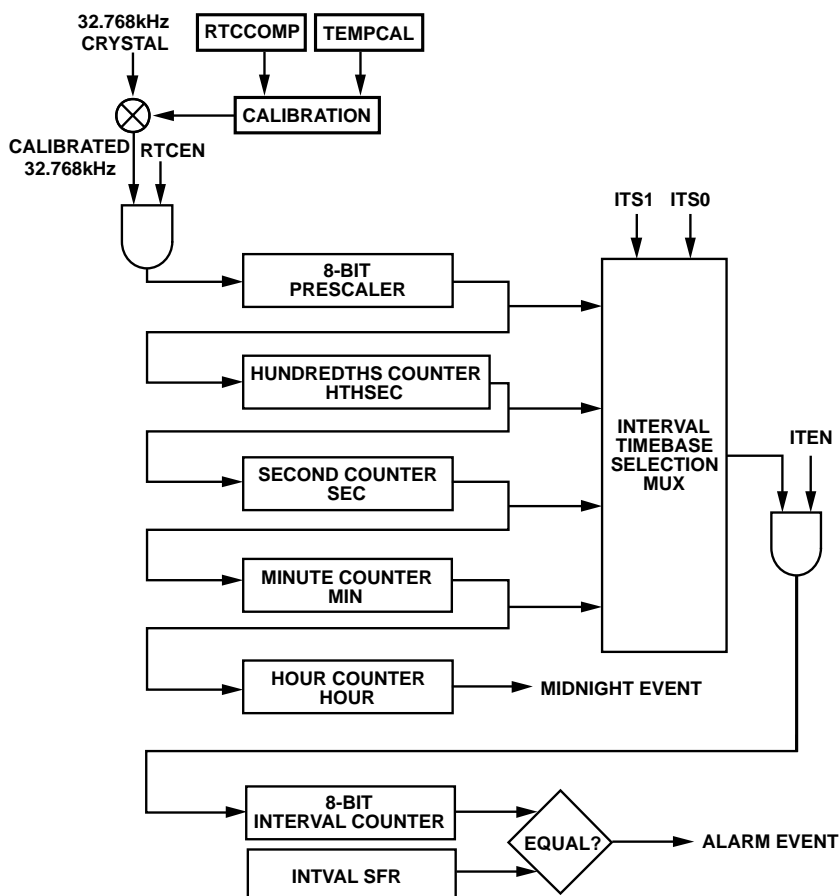 32.768kHz
CRYSTAL
RTCCOMP
TEMPCAL
CALIBRATION
CALIBRATED
32.768kHz
RTCEN
ITS1
ITS0
8-BIT
PRESCALER
HUNDREDTHS COUNTER
HTHSEC
INTERVAL
TIMEBASE
SELECTION
MUX
ITEN
SECOND COUNTER
SEC
MINUTE COUNTER
MIN
HOUR COUNTER
HOUR
MIDNIGHT EVENT
8-BIT
INTERVAL COUNTER
EQUAL?
ALARM EVENT
INTVAL SFR